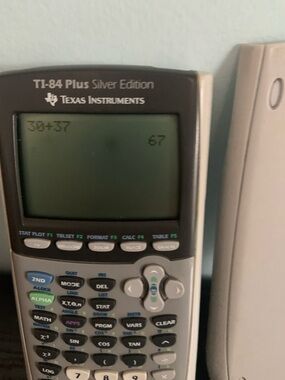 TI-84 Plus Silver Edition
TEXAS INSTRUMENTS
30+37
67
STAT PLOT F1 TBLSET F2 FORMAT F3 CALC F4 TABLE F5
2ND MODE DEL
ALPHA X,T,Θ,n STAT
MATH APPS PRGM VARS CLEAR
SIN COS TAN
LOG 7 8 9